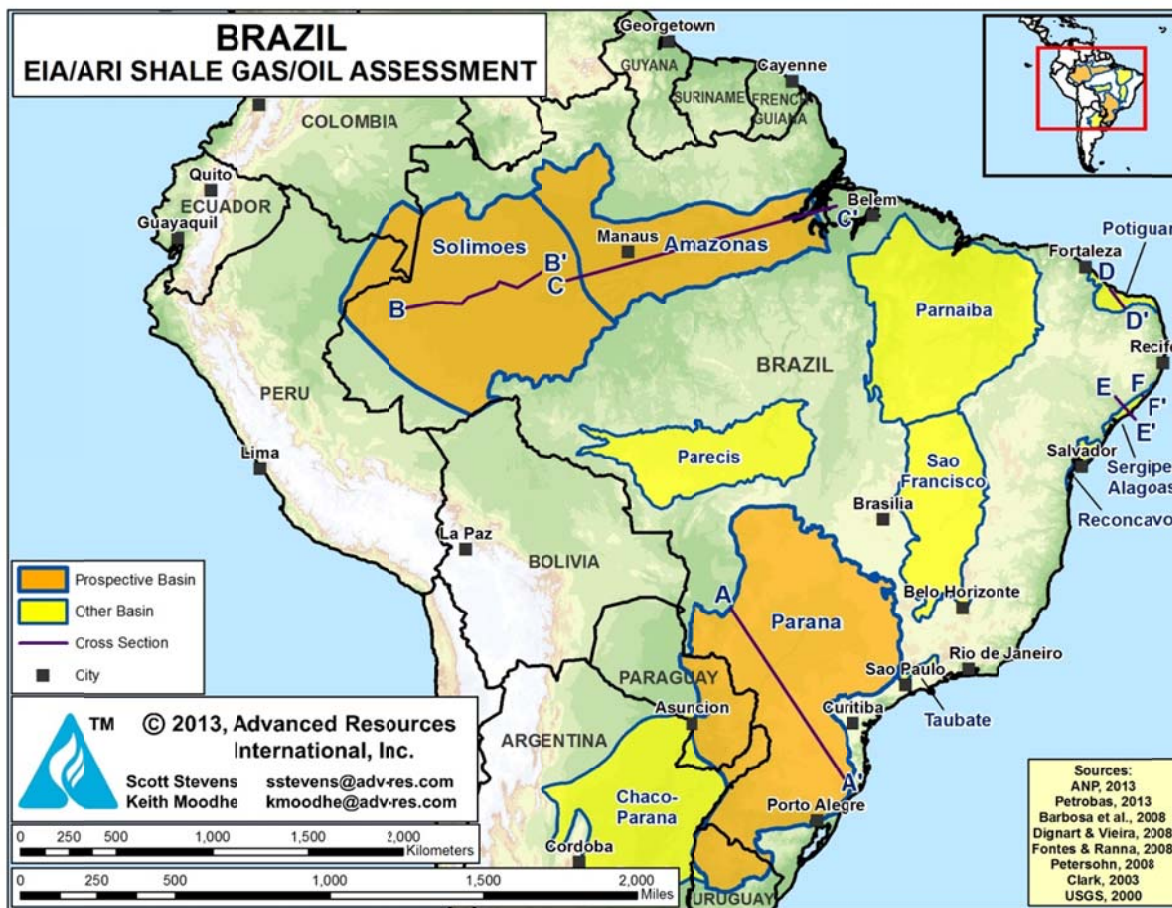 BRAZIL
EIA/ARI SHALE GAS/OIL ASSESSMENT
Georgetown
GUYANA
Cayenne
SURINAME
FRENCH
GUIANA
COLOMBIA
Quito
ECUADOR
Guayaquil
Belem
C'
Solimoes
Manaus
Amazonas
B'
C
B
Potiguar
Fortaleza
D
D'
Parnaiba
Recife
BRAZIL
PERU
E
F
F'
E'
Lima
Parecis
Sao
Francisco
Salvador
Sergipe
Alagoas
Brasilia
Reconcavo
La Paz
BOLIVIA
Belo Horizonte
A
Parana
PARAGUAY
Sao Paulo
Rio de Janeiro
Asuncion
Curitiba
Taubate
ARGENTINA
A'
Chaco-
Parana
Porto Alegre
Cordoba
URUGUAY
Prospective Basin
Other Basin
Cross Section
City
TM
© 2013, Advanced Resources
International, Inc.
Scott Stevens sstevens@adv-res.com
Keith Moodhe kmoodhe@adv-res.com
0 250 500 1,000 1,500 2,000
Kilometers
0 250 500 1,000 1,500 2,000
Miles
Sources:
ANP, 2013
Petrobas, 2013
Barbosa et al., 2008
Dignart & Vieira, 2008
Fontes & Ranna, 2008
Petersohn, 2008
Clark, 2003
USGS, 2000